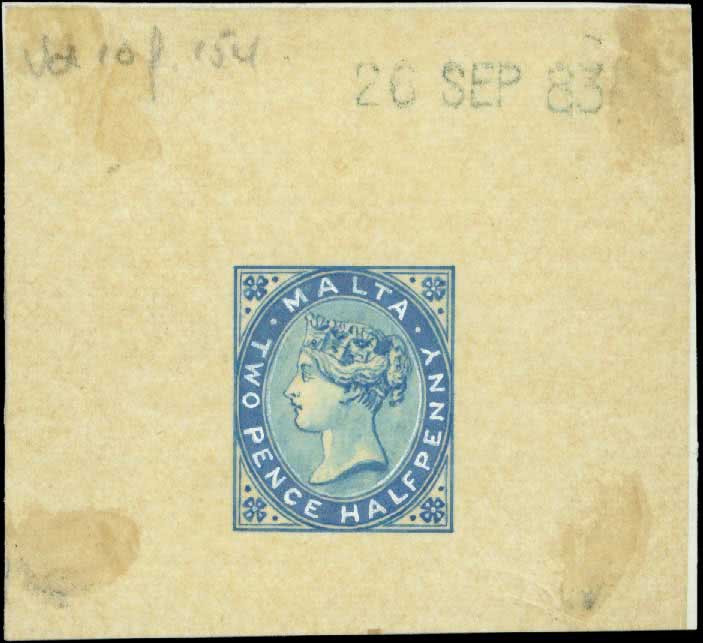 Vol 10 p. 154
26 SEP 83
· MALTA ·
TWO PENCE HALFPENNY